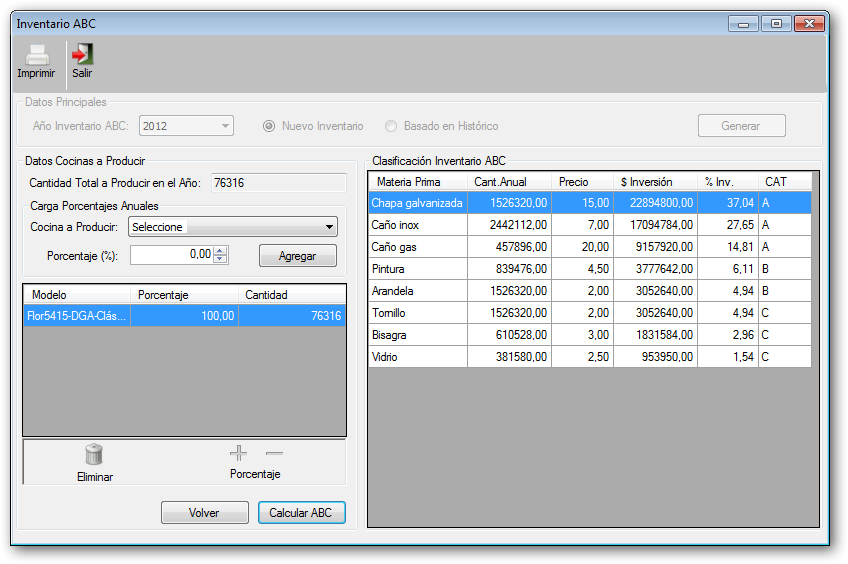 Inventario ABC
Imprimir Salir
Datos Principales
Año Inventario ABC: 2012 Nuevo Inventario Basado en Histórico Generar
Datos Cocinas a Producir
Cantidad Total a Producir en el Año: 76316
Carga Porcentajes Anuales
Cocina a Producir: Seleccione
Porcentaje (%): 0,00 Agregar
Modelo Porcentaje Cantidad
Flor5415-DGA-Clás... 100,00 76316
Eliminar Porcentaje
Volver Calcular ABC
Clasificación Inventario ABC
Materia Prima Cant.Anual Precio $ Inversión % Inv. CAT
Chapa galvanizada 1526320,00 15,00 22894800,00 37,04 A
Caño inox 2442112,00 7,00 17094784,00 27,65 A
Caño gas 457896,00 20,00 9157920,00 14,81 A
Pintura 839476,00 4,50 3777642,00 6,11 B
Arandela 1526320,00 2,00 3052640,00 4,94 B
Tornillo 1526320,00 2,00 3052640,00 4,94 C
Bisagra 610528,00 3,00 1831584,00 2,96 C
Vidrio 381580,00 2,50 953950,00 1,54 C